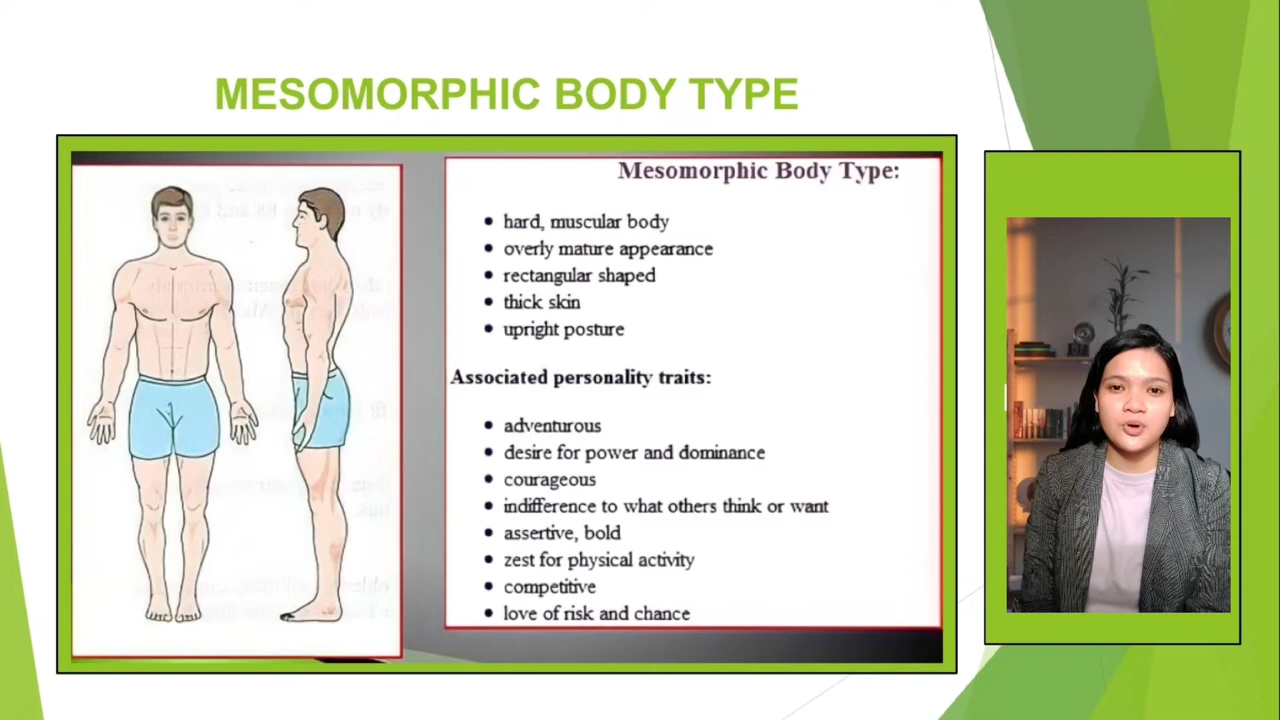 MESOMORPHIC BODY TYPE
Mesomorphic Body Type:
hard, muscular body
overly mature appearance
rectangular shaped
thick skin
upright posture
Associated personality traits:
adventurous
desire for power and dominance
courageous
indifference to what others think or want
assertive, bold
zest for physical activity
competitive
love of risk and chance